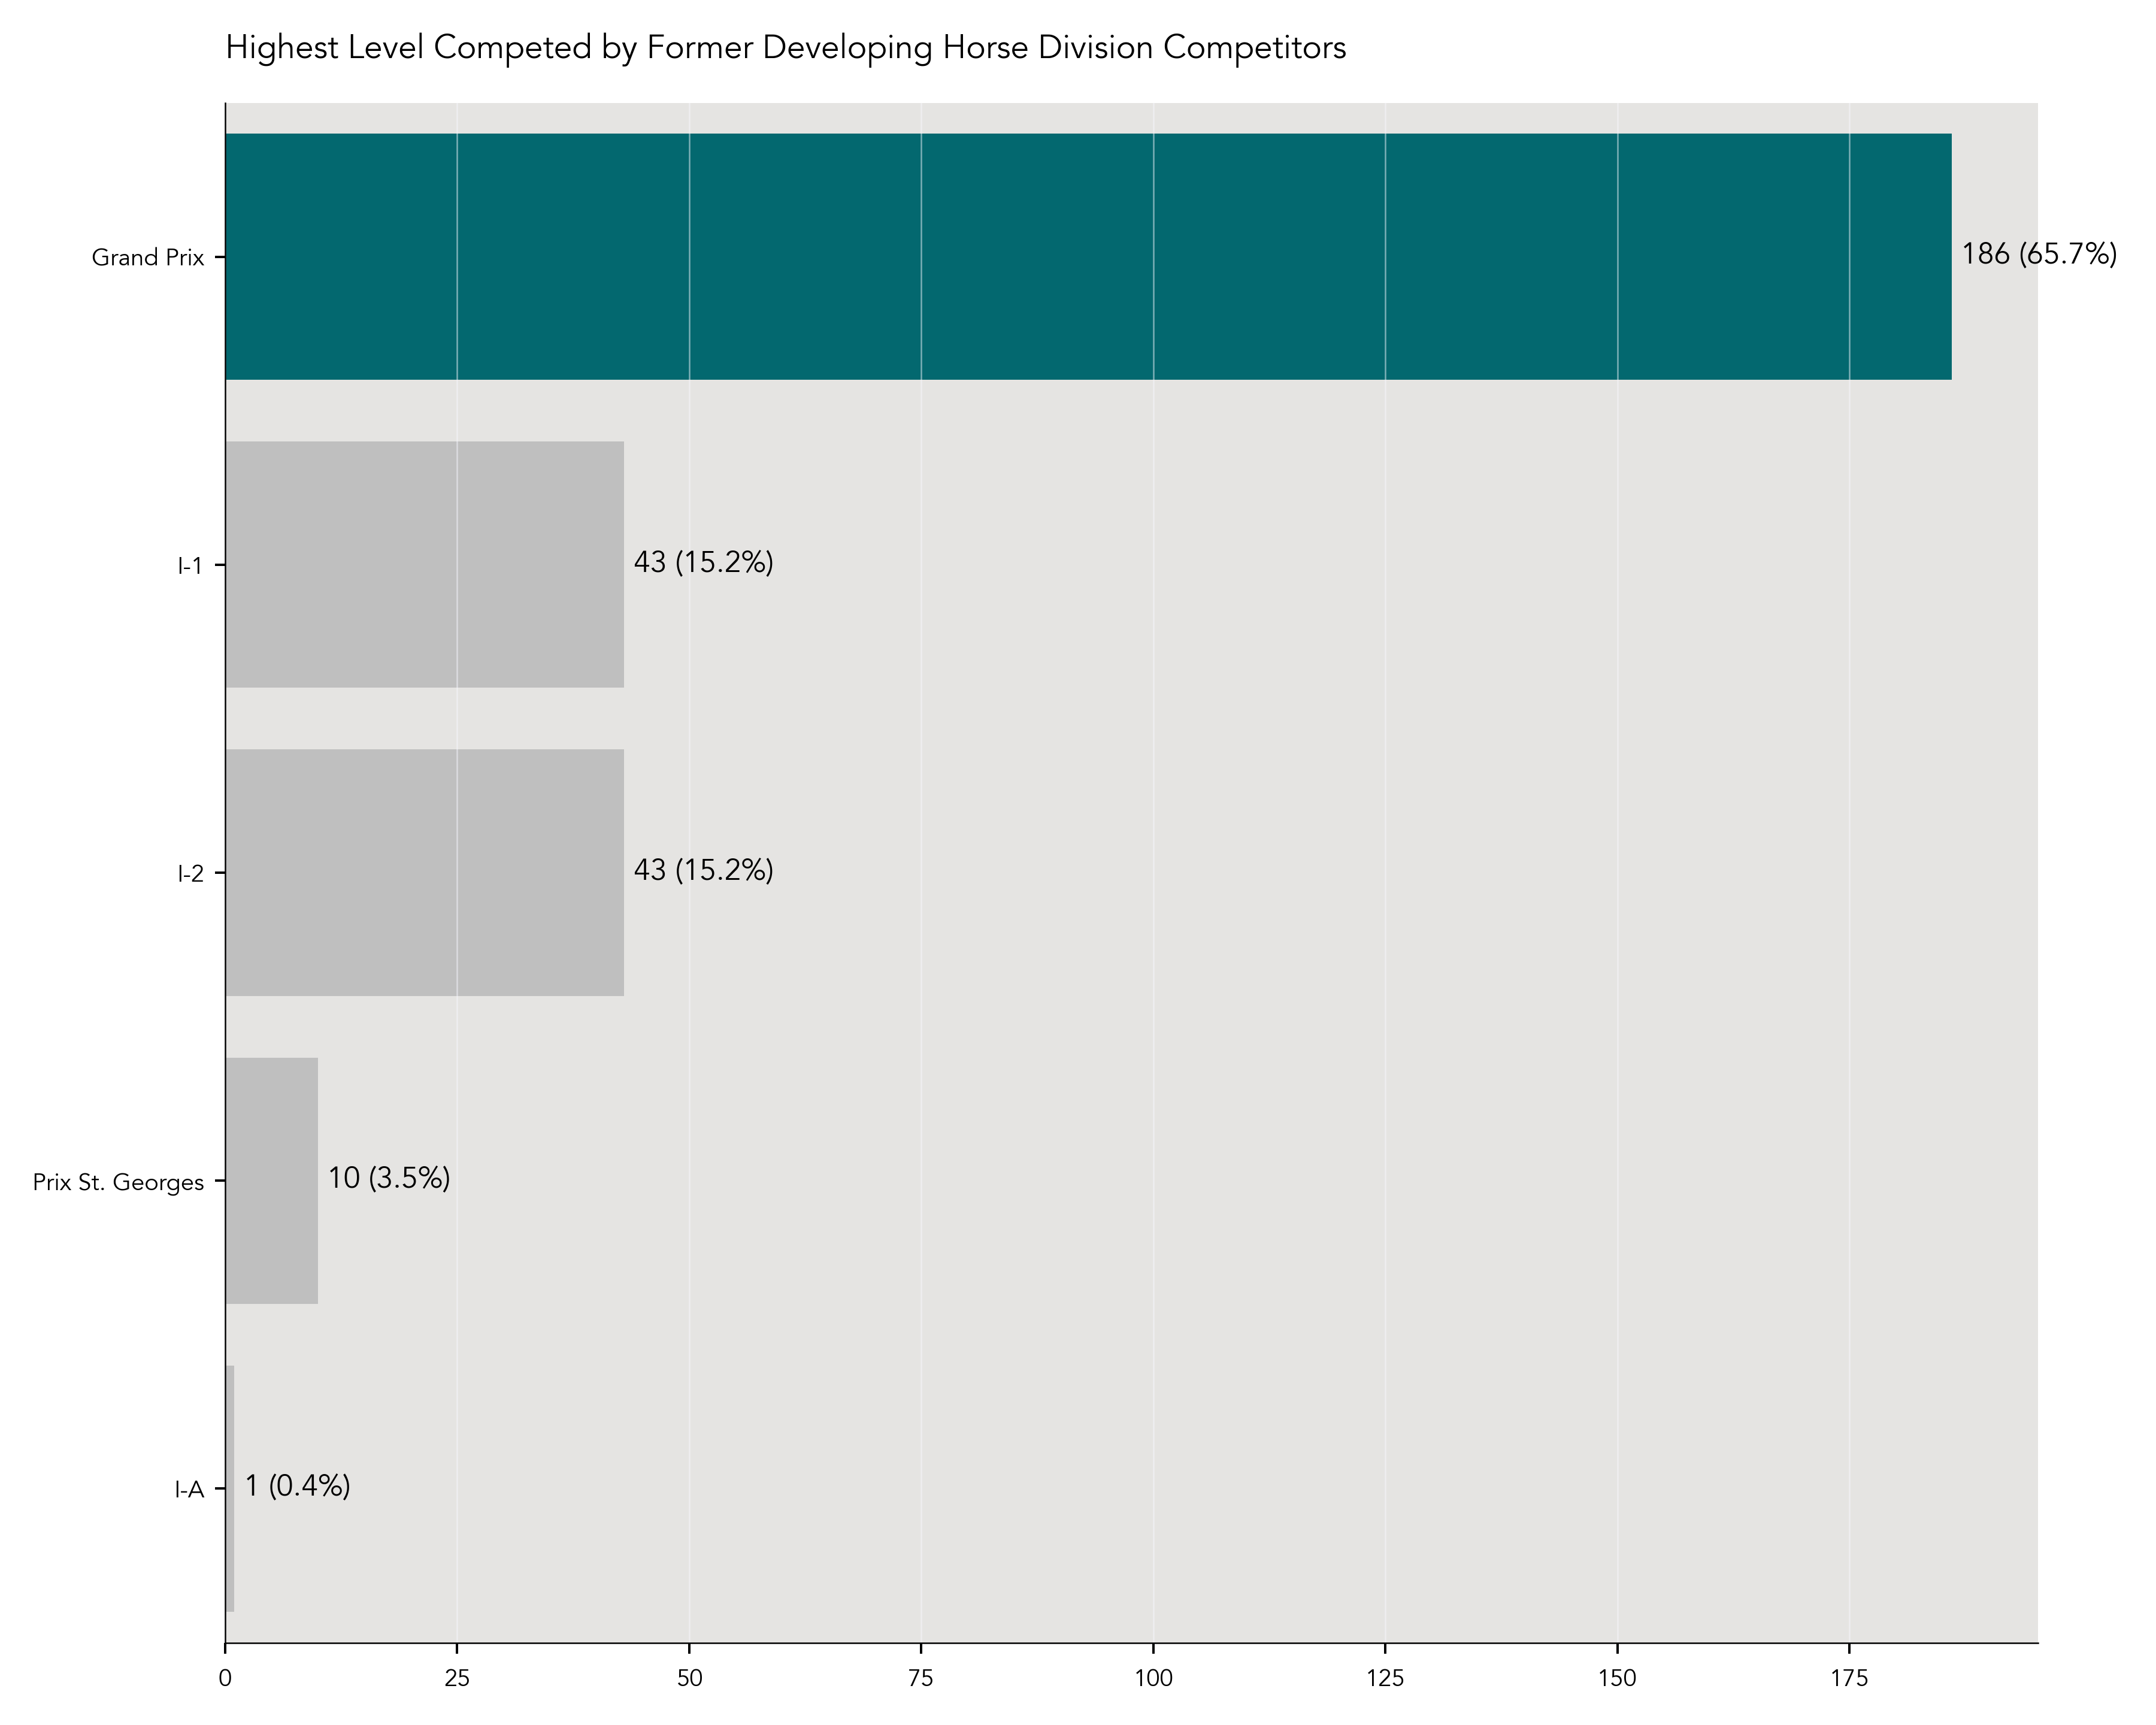 Highest Level Competed by Former Developing Horse Division Competitors
Grand Prix
186 (65.7%)
I-1
43 (15.2%)
I-2
43 (15.2%)
Prix St. Georges
10 (3.5%)
I-A
1 (0.4%)
0 25 50 75 100 125 150 175